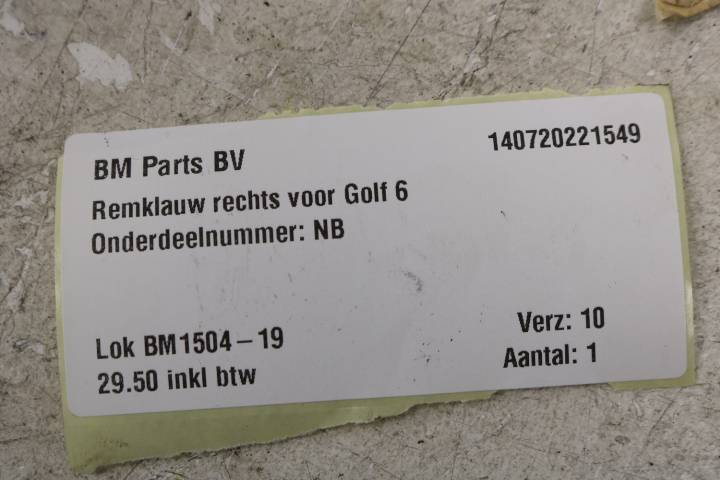 BM Parts BV 140720221549
Remklauw rechts voor Golf 6
Onderdeelnummer: NB
Lok BM1504-19 Verz: 10
29.50 inkl btw Aantal: 1